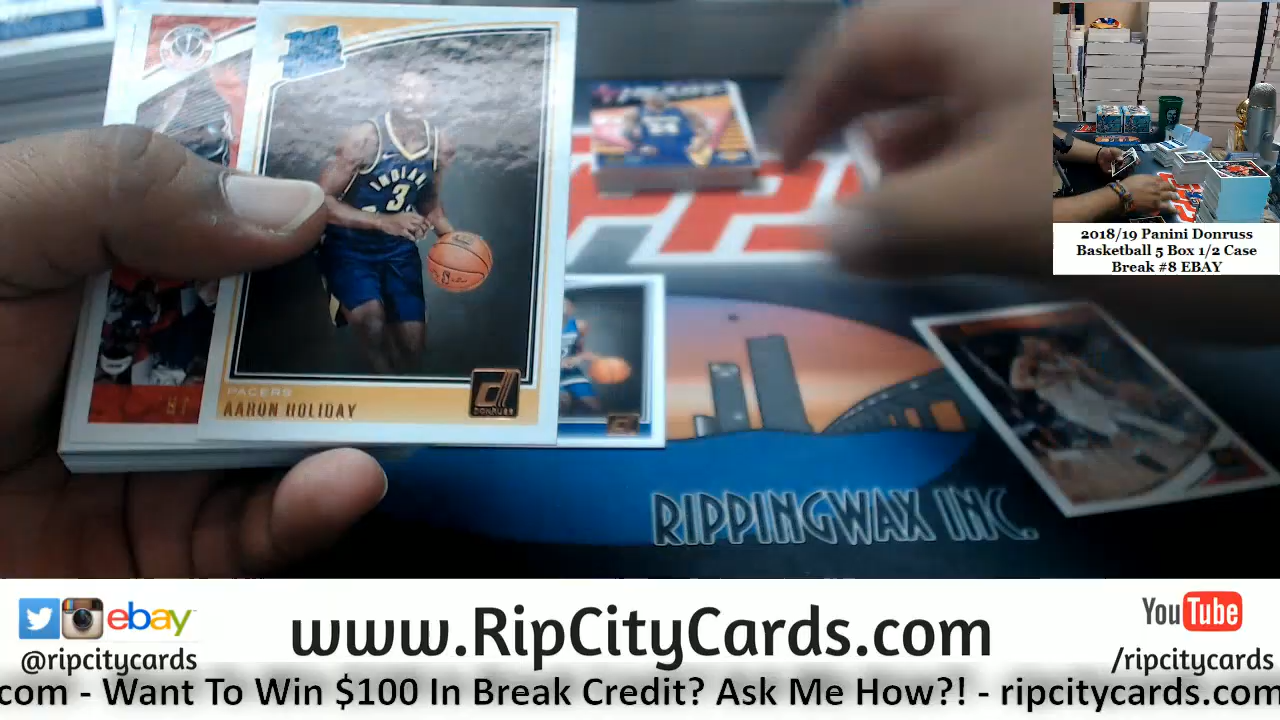 INDIANA
3
PACERS
AARON HOLIDAY
DONRUSS
RIPPINGWAX INC.
2018/19 Panini Donruss
Basketball 5 Box 1/2 Case
Break #8 EBAY
ebay
@ripcitycards
www.RipCityCards.com
YouTube
/ripcitycards
.com - Want To Win $100 In Break Credit? Ask Me How?! - ripcitycards.com